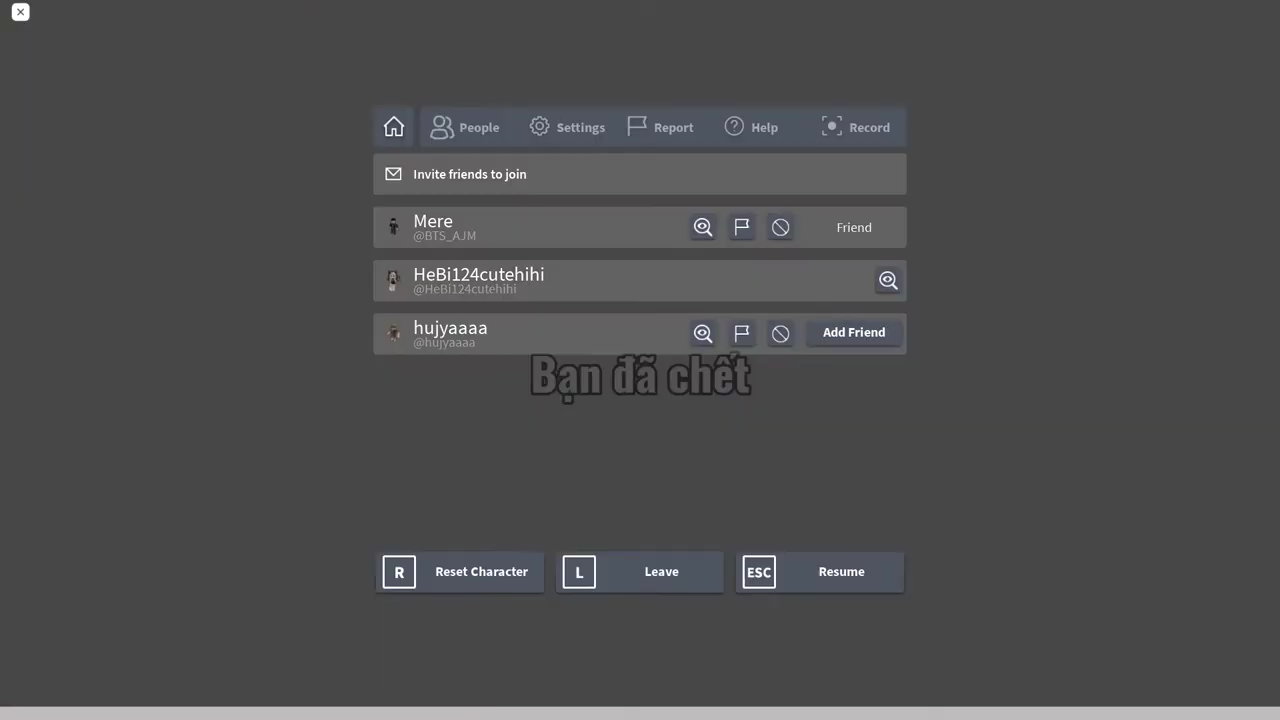 People
Settings
Report
Help
Record
Invite friends to join
Mere
@BTS_AJM
Friend
HeBi124cutehihi
@HeBi124cutehihi
hujyaaaa
@hujyaaaa
Add Friend
Bạn đã chết
R Reset Character
L Leave
ESC Resume